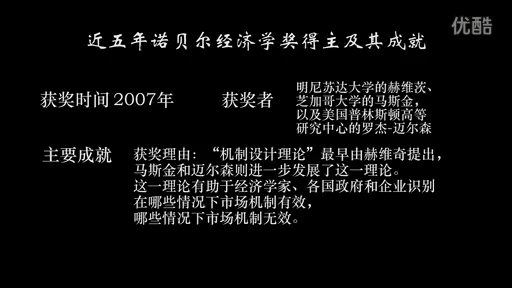 优酷
近五年诺贝尔经济学奖得主及其成就
获奖时间 2007年
获奖者
明尼苏达大学的赫维茨、
芝加哥大学的马斯金，
以及美国普林斯顿高等
研究中心的罗杰-迈尔森
主要成就
获奖理由：“机制设计理论”最早由赫维奇提出，
马斯金和迈尔森则进一步发展了这一理论。
这一理论有助于经济学家、各国政府和企业识别
在哪些情况下市场机制有效，
哪些情况下市场机制无效。